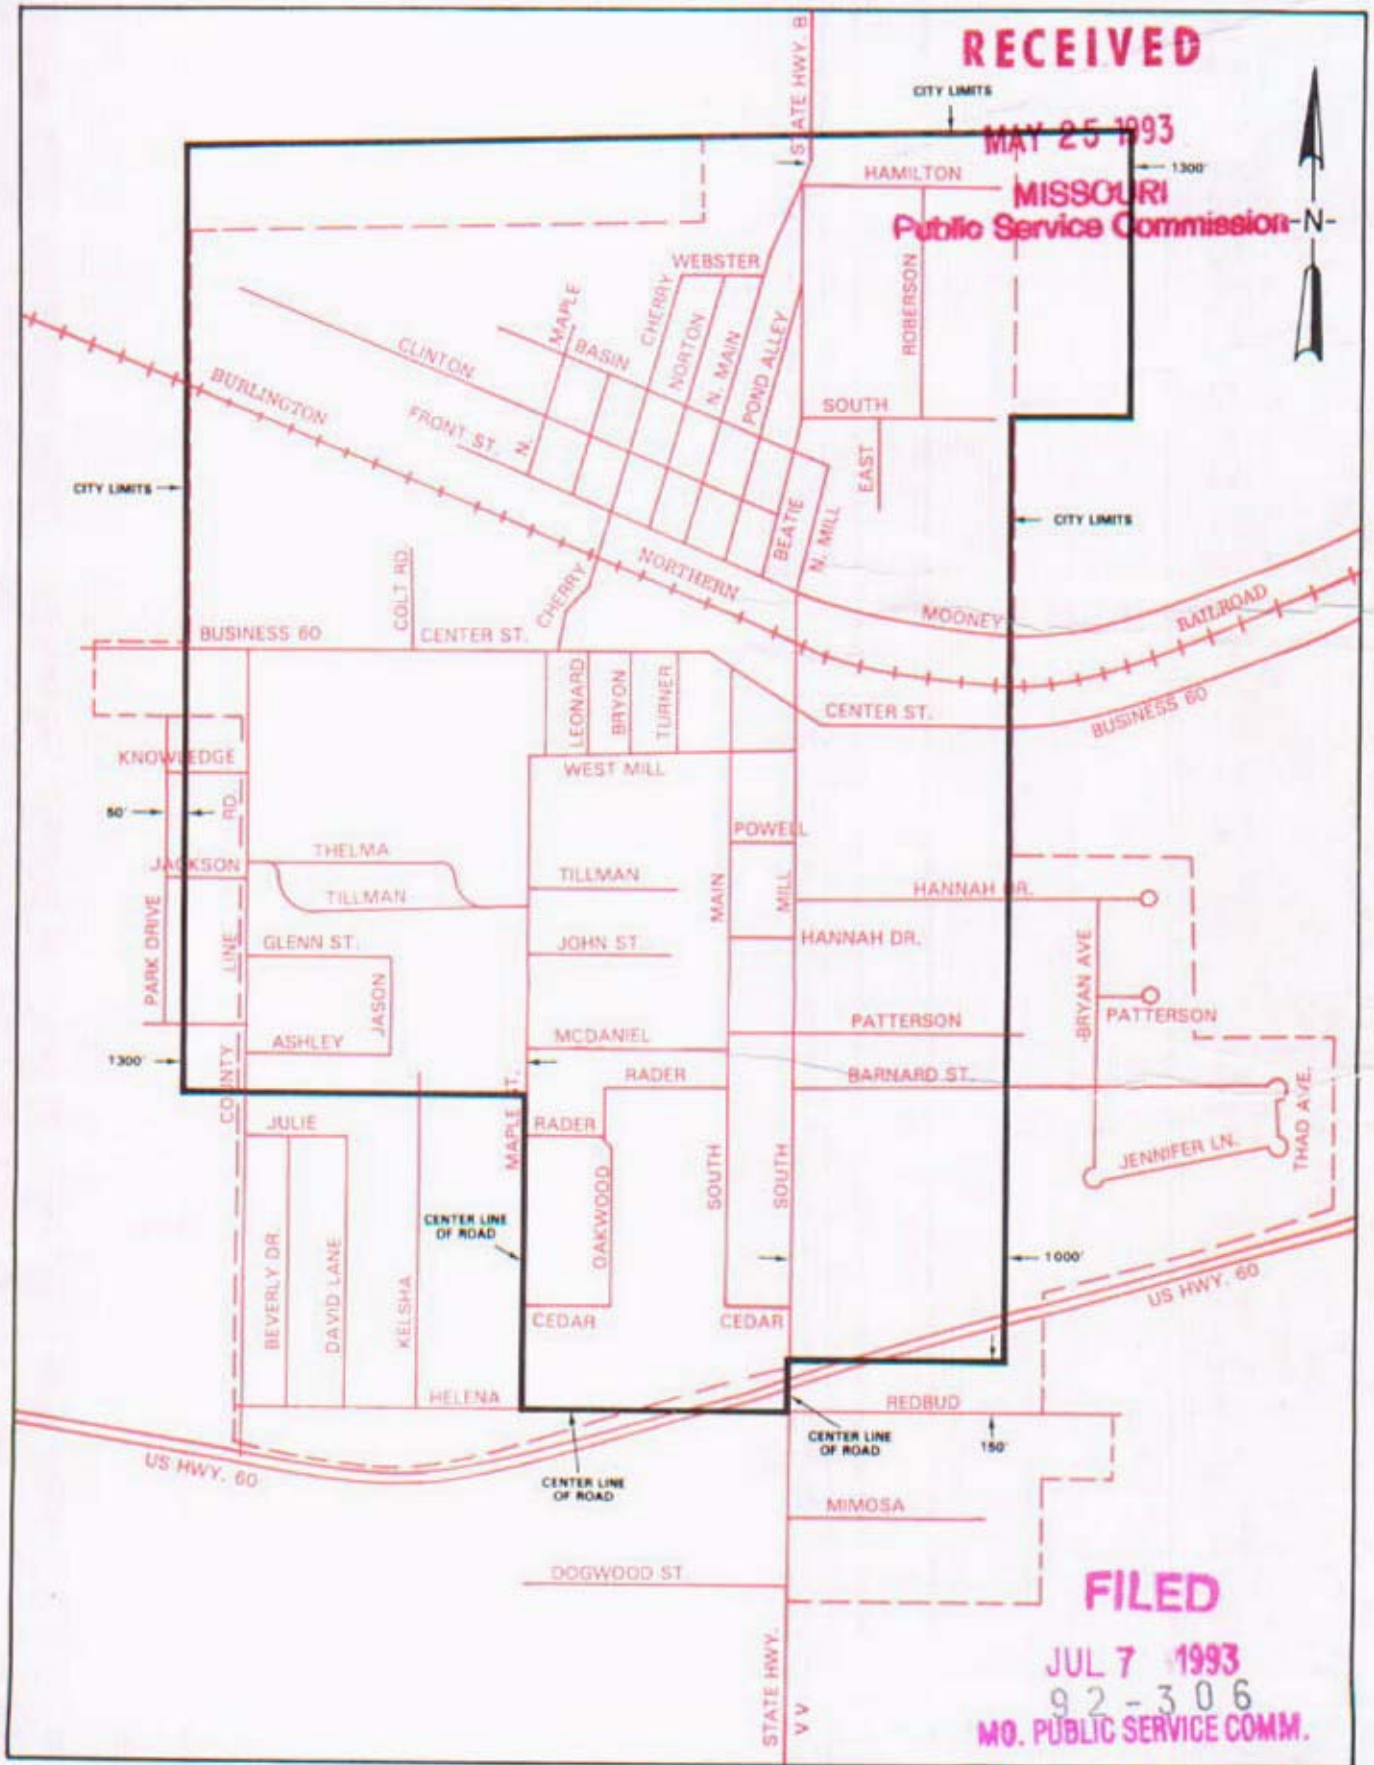 STATE HWY. B
RECEIVED
CITY LIMITS
MAY 25 1993
1300'
HAMILTON
MISSOURI
Public Service Commission
-N-
WEBSTER
ROBERSON
MAPLE
CHERRY
NORTON
N. MAIN
POND ALLEY
BASIN
CLINTON
BURLINGTON
FRONT ST.
N.
SOUTH
EAST
CITY LIMITS
CITY LIMITS
BEATIE
N. MILL
NORTHERN
COLT RD.
CHERRY
MOONEY
RAILROAD
BUSINESS 60
CENTER ST.
LEONARD
BRYON
TURNER
CENTER ST.
BUSINESS 60
KNOWLEDGE
WEST MILL
50'
RD.
POWELL
THELMA
JACKSON
TILLMAN
TILLMAN
MAIN
MILL
HANNAH DR.
PARK DRIVE
LINE
GLENN ST.
JOHN ST.
HANNAH DR.
JASON
BRYAN AVE.
PATTERSON
PATTERSON
ASHLEY
MCDANIEL
1300'
COUNTY
RADER
BARNARD ST.
MAPLE ST.
JULIE
RADER
THAD AVE.
JENNIFER LN.
SOUTH
SOUTH
OAKWOOD
CENTER LINE
OF ROAD
BEVERLY DR.
DAVID LANE
KELSHA
1000'
US HWY. 60
CEDAR
CEDAR
HELENA
REDBUD
CENTER LINE
OF ROAD
150'
US HWY. 60
CENTER LINE
OF ROAD
MIMOSA
DOGWOOD ST.
FILED
JUL 7 1993
92-306
MO. PUBLIC SERVICE COMM.
STATE HWY.
VV